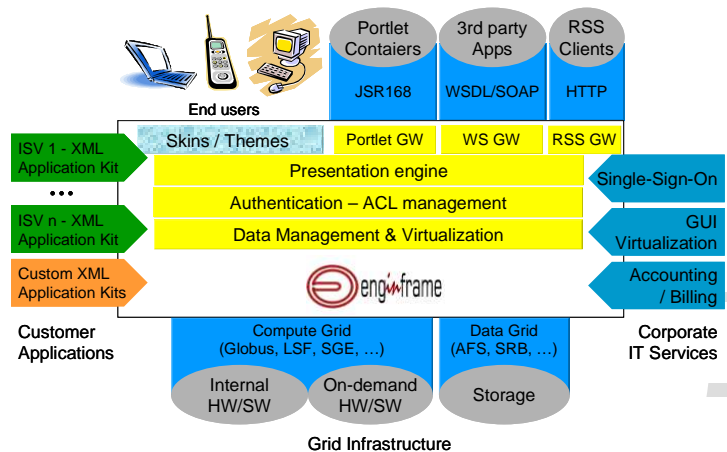 Portlet
Contaiers
3rd party
Apps
RSS
Clients
JSR168
WSDL/SOAP
HTTP
End users
Skins / Themes
Portlet GW
WS GW
RSS GW
ISV 1 - XML
Application Kit
...
ISV n - XML
Application Kit
Custom XML
Application Kits
Customer
Applications
Presentation engine
Authentication – ACL management
Data Management & Virtualization
enginframe
Single-Sign-On
GUI
Virtualization
Accounting
/ Billing
Corporate
IT Services
Compute Grid
(Globus, LSF, SGE, …)
Data Grid
(AFS, SRB, …)
Internal
HW/SW
On-demand
HW/SW
Storage
Grid Infrastructure